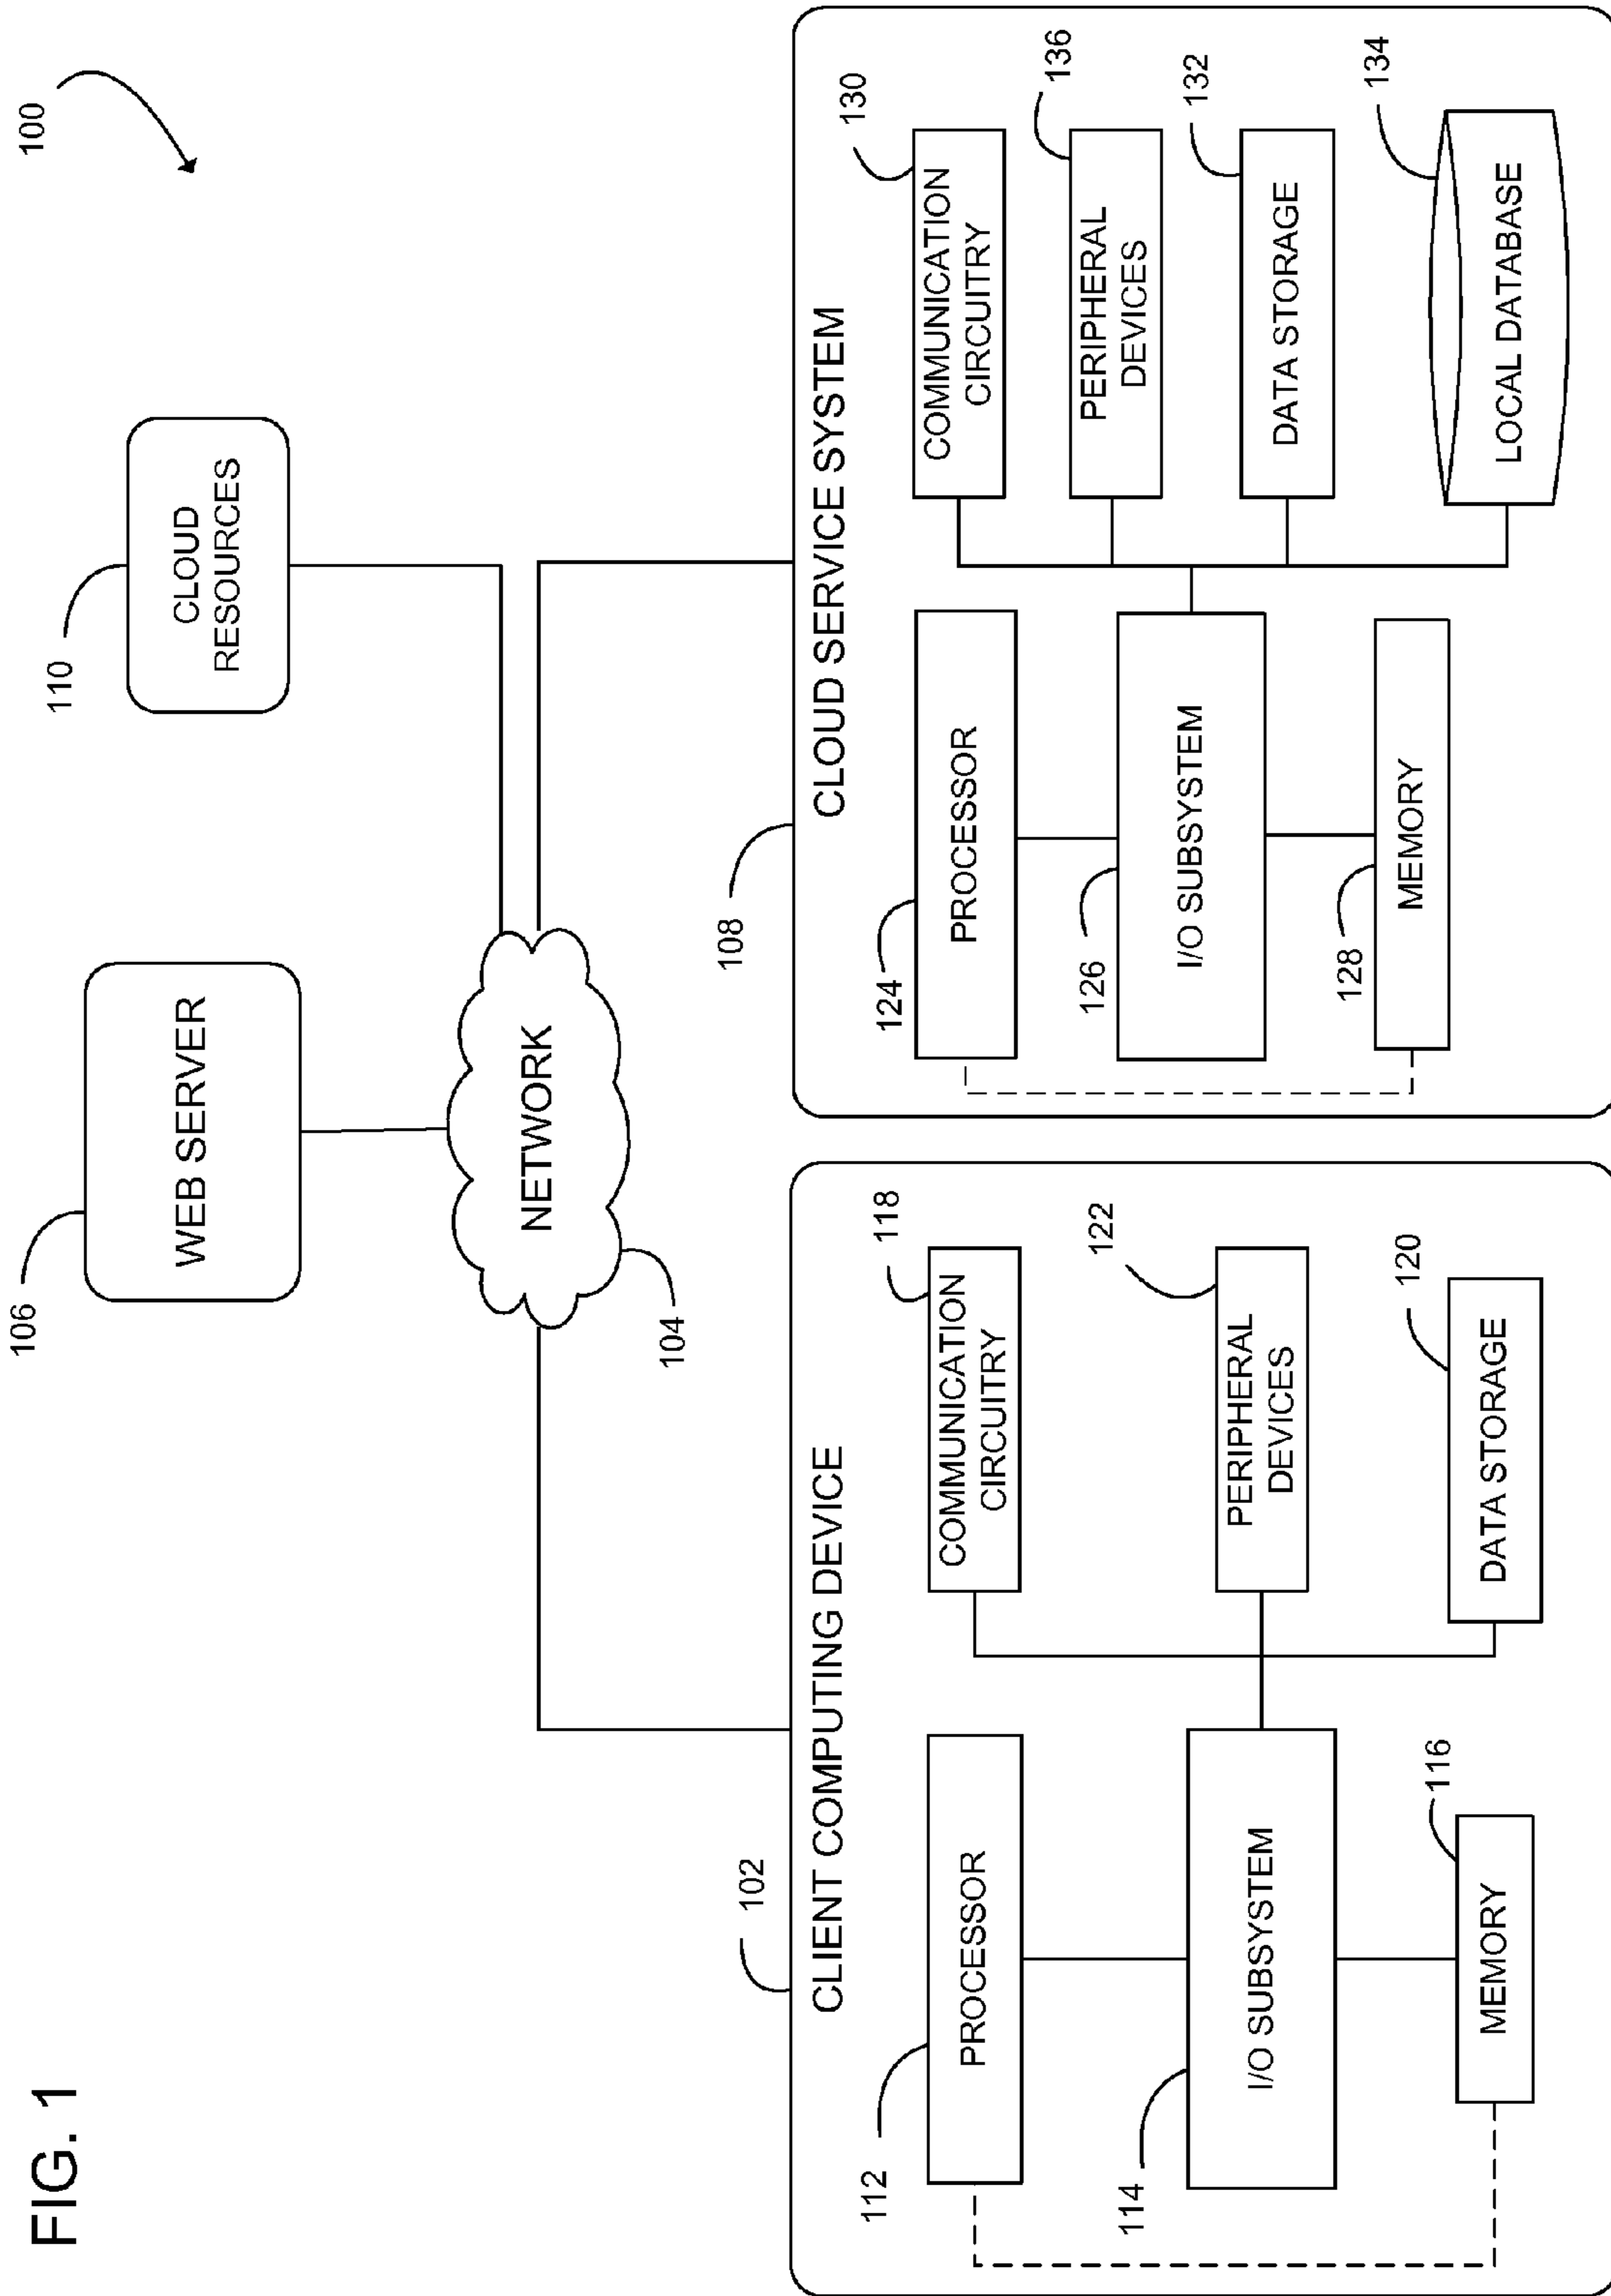 FIG. 1
100
106
WEB SERVER
110
CLOUD
RESOURCES
NETWORK
104
102
CLIENT COMPUTING DEVICE
112
PROCESSOR
118
COMMUNICATION
CIRCUITRY
114
I/O SUBSYSTEM
122
PERIPHERAL
DEVICES
116
MEMORY
120
DATA STORAGE
108
CLOUD SERVICE SYSTEM
124
PROCESSOR
130
COMMUNICATION
CIRCUITRY
126
I/O SUBSYSTEM
136
PERIPHERAL
DEVICES
132
DATA STORAGE
128
MEMORY
134
LOCAL DATABASE